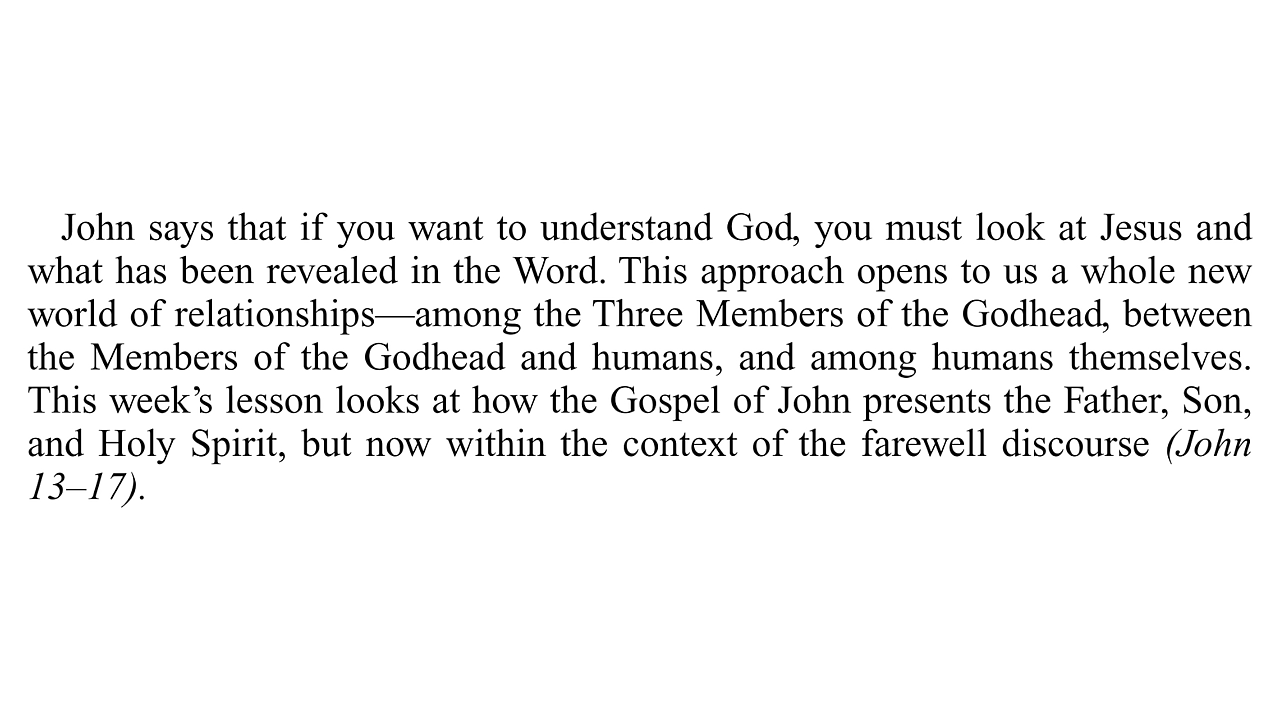 John says that if you want to understand God, you must look at Jesus and
what has been revealed in the Word. This approach opens to us a whole new
world of relationships—among the Three Members of the Godhead, between
the Members of the Godhead and humans, and among humans themselves.
This week’s lesson looks at how the Gospel of John presents the Father, Son,
and Holy Spirit, but now within the context of the farewell discourse (John
13–17).